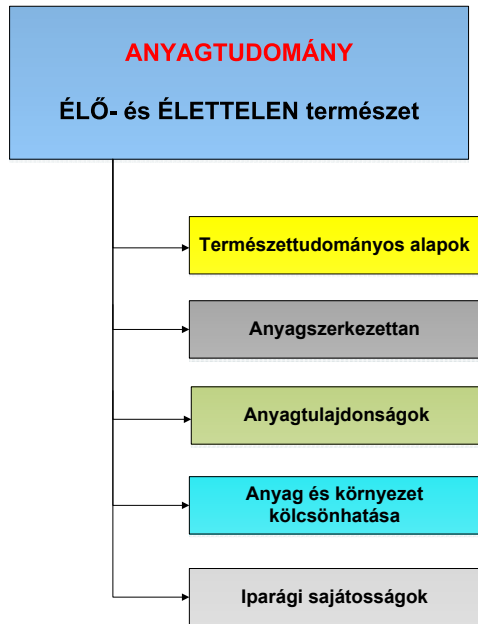 ANYAGTUDOMÁNY
ÉLŐ- és ÉLETTELEN természet
Természettudományos alapok
Anyagszerkezettan
Anyagtulajdonságok
Anyag és környezet
kölcsönhatása
Iparági sajátosságok